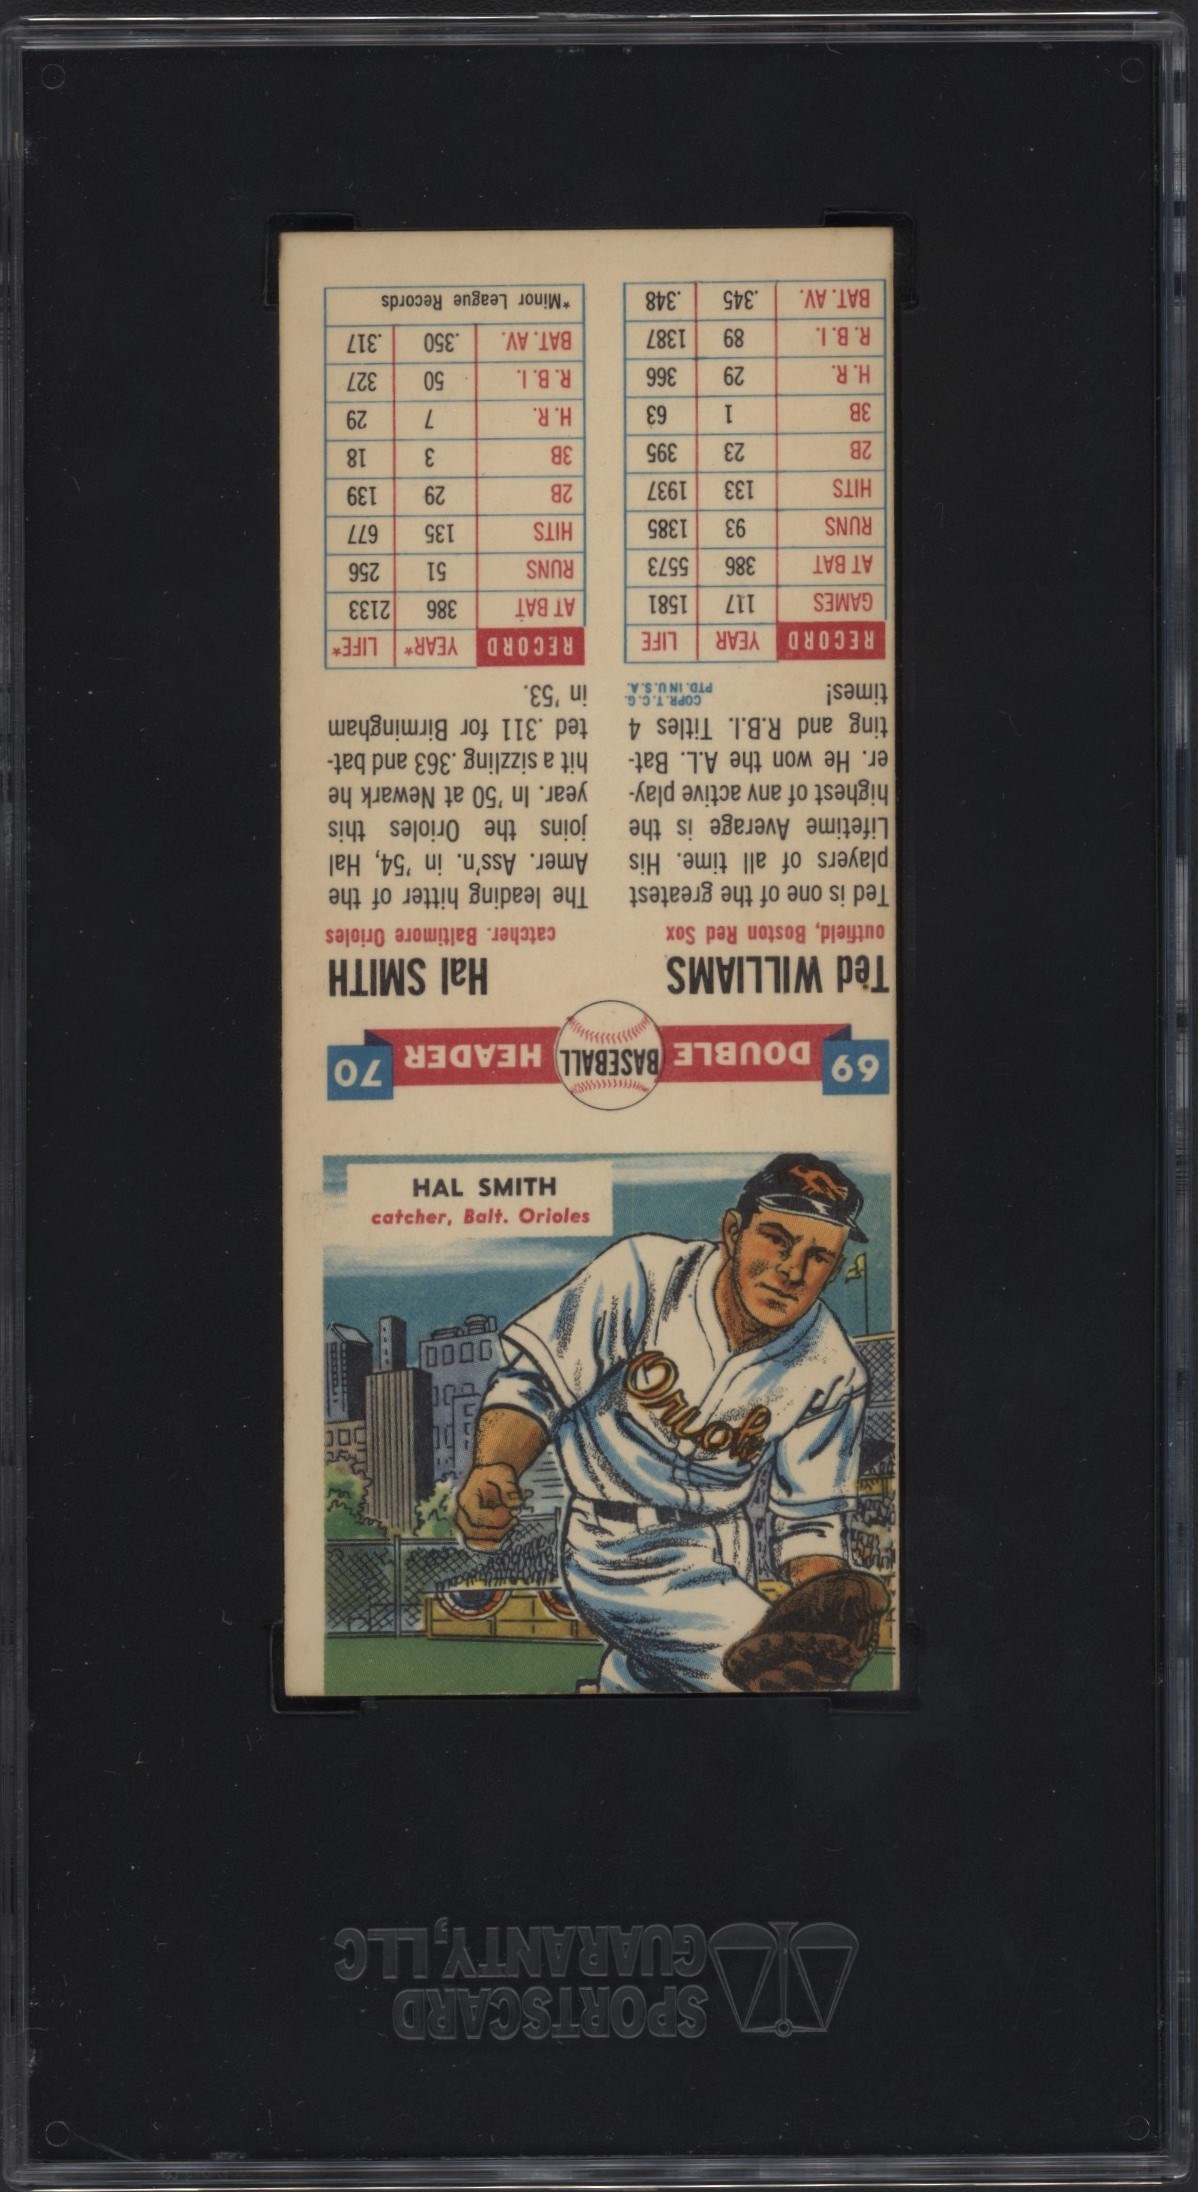 HAL SMITH
catcher, Balt. Orioles
Orioles
69 DOUBLE BASEBALL HEADER 70
Ted WILLIAMS
outfield, Boston Red Sox
Ted is one of the greatest
players of all time. His
Lifetime Average is the
highest of any active play-
er. He won the A.L. Bat-
ting and R.B.I. Titles 4
times!
COPR. T. C. G.
PTD. IN U. S. A.
RECORD YEAR LIFE
GAMES 117 1581
AT BAT 386 5573
RUNS 93 1385
HITS 133 1937
2B 23 395
3B 1 63
H. R. 29 366
R. B. I. 89 1387
BAT. AV. .345 .348
Hal SMITH
catcher. Baltimore Orioles
The leading hitter of the
Amer. Ass'n. in '54, Hal
joins the Orioles this
year. In '50 at Newark he
hit a sizzling .363 and bat-
ted .311 for Birmingham
in '53.
RECORD YEAR* LIFE*
AT BAT 386 2133
RUNS 51 256
HITS 135 677
2B 29 139
3B 3 18
H. R. 7 29
R. B. I. 50 327
BAT. AV. .350 .317
*Minor League Records
SPORTSCARD
GUARANTY, LLC